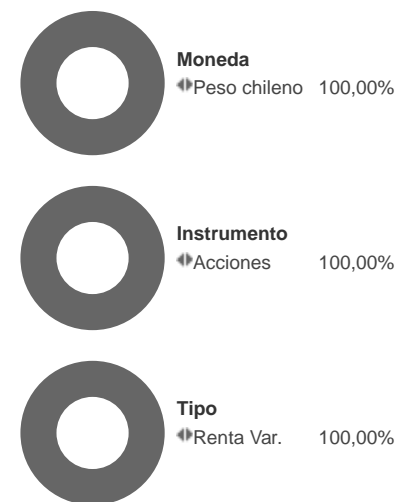 Moneda
Peso chileno 100,00%
Instrumento
Acciones 100,00%
Tipo
Renta Var. 100,00%